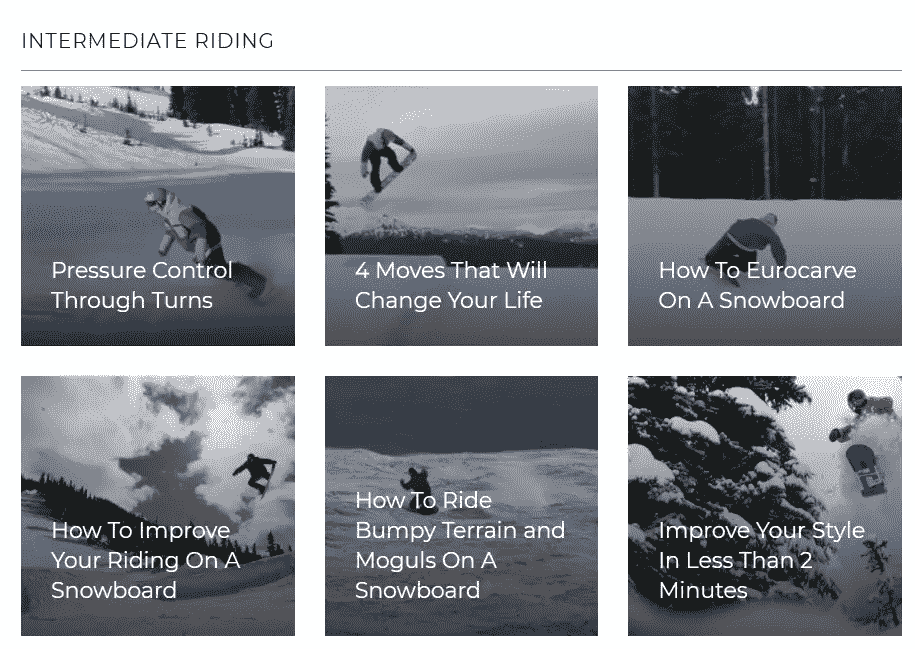 INTERMEDIATE RIDING
Pressure Control
Through Turns
4 Moves That Will
Change Your Life
How To Eurocarve
On A Snowboard
How To Improve
Your Riding On A
Snowboard
How To Ride
Bumpy Terrain and
Moguls On A
Snowboard
Improve Your Style
In Less Than 2
Minutes